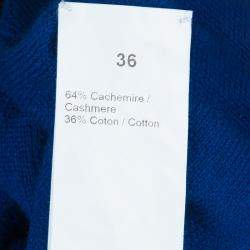 36
64% Cachemire /
Cashmere
36% Coton / Cotton